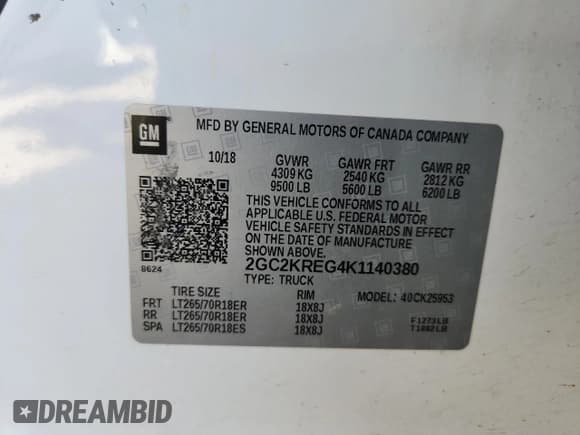 GM
MFD BY GENERAL MOTORS OF CANADA COMPANY
10/18 GVWR GAWR FRT GAWR RR
4309 KG 2540 KG 2812 KG
9500 LB 5600 LB 6200 LB
THIS VEHICLE CONFORMS TO ALL
APPLICABLE U.S. FEDERAL MOTOR
VEHICLE SAFETY STANDARDS IN EFFECT
ON THE DATE OF MANUFACTURE
SHOWN ABOVE.
8624 2GC2KREG4K1140380
TYPE: TRUCK
TIRE SIZE RIM MODEL: 40CK25953
FRT LT265/70R18ER 18X8J
RR LT265/70R18ER 18X8J F1273LB
SPA LT265/70R18ES 18X8J T1882LB
DREAMBID